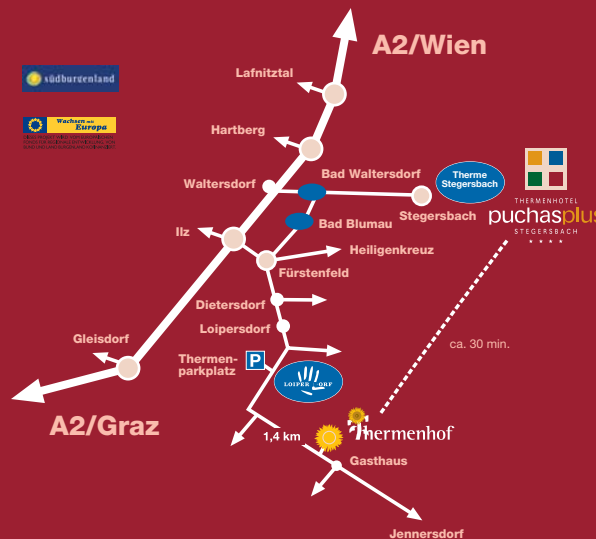 A2/Wien
Lafnitztal
südburgenland
Wachsen mit
Europa
Hartberg
Bad Waltersdorf
Therme
Stegersbach
Waltersdorf
Stegersbach
THERMENHOTEL
puchasplus
STEGERSBACH
Ilz
Bad Blumau
Heiligenkreuz
Fürstenfeld
Dietersdorf
Loipersdorf
Gleisdorf
ca. 30 min.
Thermen-
parkplatz
P
LOIPERSDORF
A2/Graz
1,4 km
Thermenhof
Gasthaus
Jennersdorf